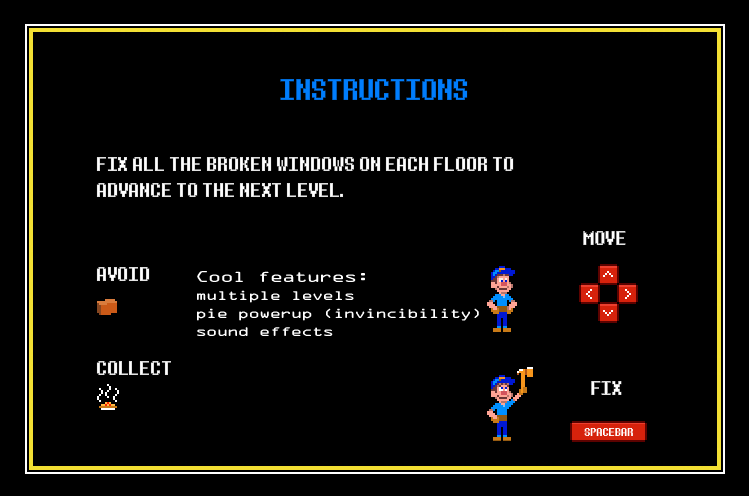 INSTRUCTIONS
FIX ALL THE BROKEN WINDOWS ON EACH FLOOR TO
ADVANCE TO THE NEXT LEVEL.
MOVE
AVOID
Cool features:
multiple levels
pie powerup (invincibility)
sound effects
COLLECT
FIX
SPACEBAR